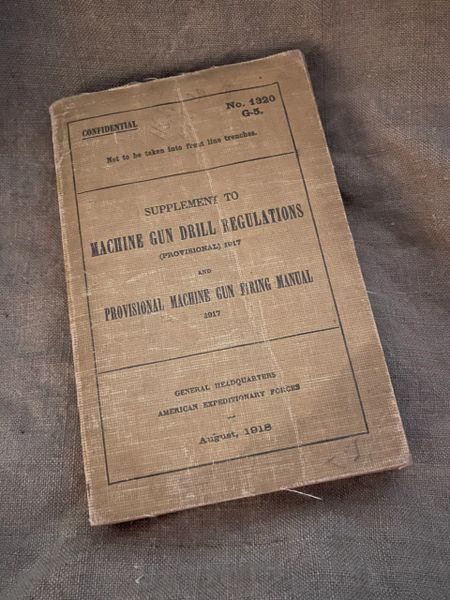 No. 1320
G-5.
CONFIDENTIAL
Not to be taken into front line trenches.
SUPPLEMENT TO
MACHINE GUN DRILL REGULATIONS
(PROVISIONAL) 1917
AND
PROVISIONAL MACHINE GUN FIRING MANUAL
1917
GENERAL HEADQUARTERS
AMERICAN EXPEDITIONARY FORCES
August, 1918